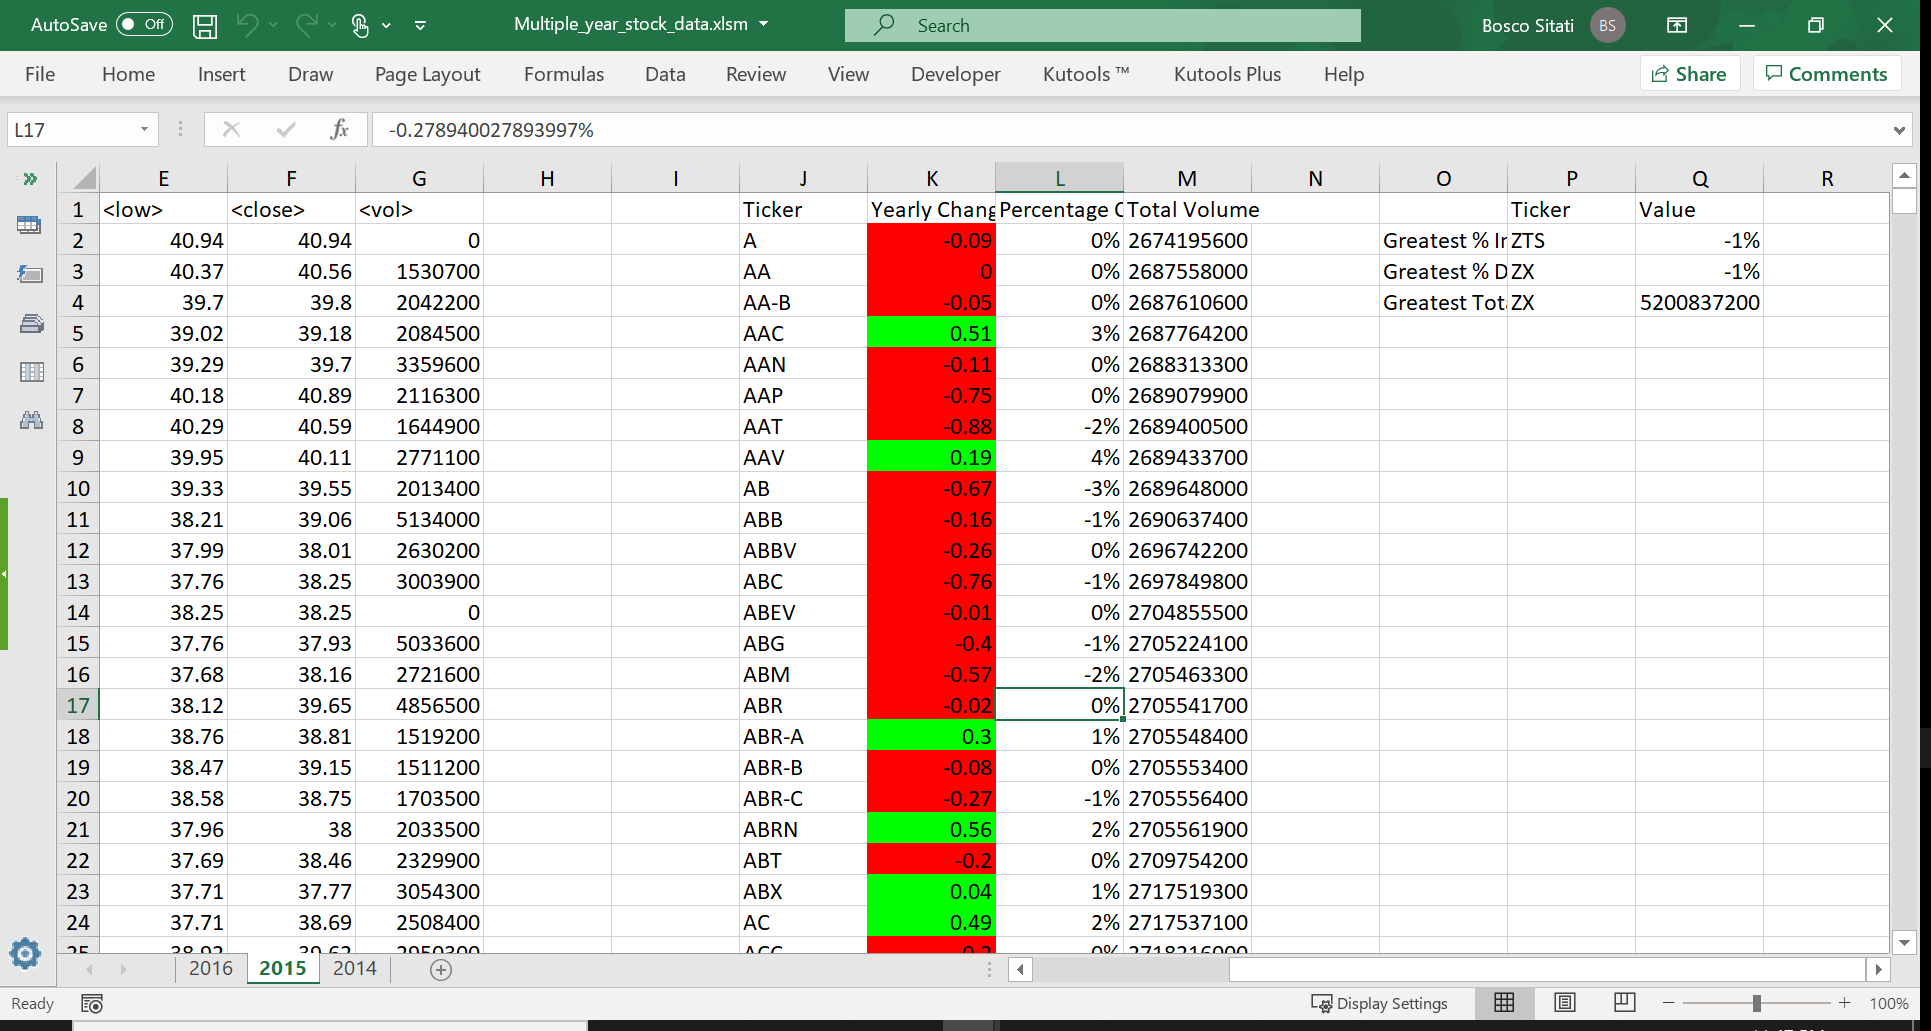 AutoSave Off Multiple_year_stock_data.xlsm Search Bosco Sitati BS
File Home Insert Draw Page Layout Formulas Data Review View Developer Kutools ™ Kutools Plus Help Share Comments
L17 fx -0.278940027893997%
E F G H I J K L M N O P Q R
1 <low> <close> <vol> Ticker Yearly Chang Percentage C Total Volume Ticker Value
2 40.94 40.94 0 A -0.09 0% 2674195600 Greatest % Ir ZTS -1%
3 40.37 40.56 1530700 AA 0 0% 2687558000 Greatest % D ZX -1%
4 39.7 39.8 2042200 AA-B -0.05 0% 2687610600 Greatest Tot ZX 5200837200
5 39.02 39.18 2084500 AAC 0.51 3% 2687764200
6 39.29 39.7 3359600 AAN -0.11 0% 2688313300
7 40.18 40.89 2116300 AAP -0.75 0% 2689079900
8 40.29 40.59 1644900 AAT -0.88 -2% 2689400500
9 39.95 40.11 2771100 AAV 0.19 4% 2689433700
10 39.33 39.55 2013400 AB -0.67 -3% 2689648000
11 38.21 39.06 5134000 ABB -0.16 -1% 2690637400
12 37.99 38.01 2630200 ABBV -0.26 0% 2696742200
13 37.76 38.25 3003900 ABC -0.76 -1% 2697849800
14 38.25 38.25 0 ABEV -0.01 0% 2704855500
15 37.76 37.93 5033600 ABG -0.4 -1% 2705224100
16 37.68 38.16 2721600 ABM -0.57 -2% 2705463300
17 38.12 39.65 4856500 ABR -0.02 0% 2705541700
18 38.76 38.81 1519200 ABR-A 0.3 1% 2705548400
19 38.47 39.15 1511200 ABR-B -0.08 0% 2705553400
20 38.58 38.75 1703500 ABR-C -0.27 -1% 2705556400
21 37.96 38 2033500 ABRN 0.56 2% 2705561900
22 37.69 38.46 2329900 ABT -0.2 0% 2709754200
23 37.71 37.77 3054300 ABX 0.04 1% 2717519300
24 37.71 38.69 2508400 AC 0.49 2% 2717537100
2016 2015 2014
Ready Display Settings 100%